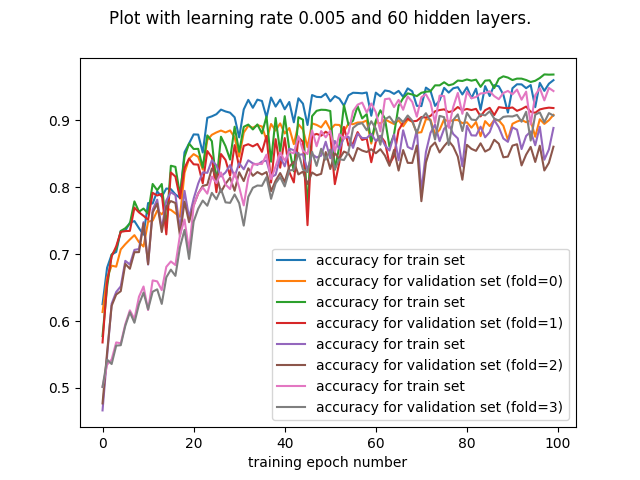 Plot with learning rate 0.005 and 60 hidden layers.
0.9
0.8
0.7
0.6
0.5
accuracy for train set
accuracy for validation set (fold=0)
accuracy for train set
accuracy for validation set (fold=1)
accuracy for train set
accuracy for validation set (fold=2)
accuracy for train set
accuracy for validation set (fold=3)
0 20 40 60 80 100
training epoch number